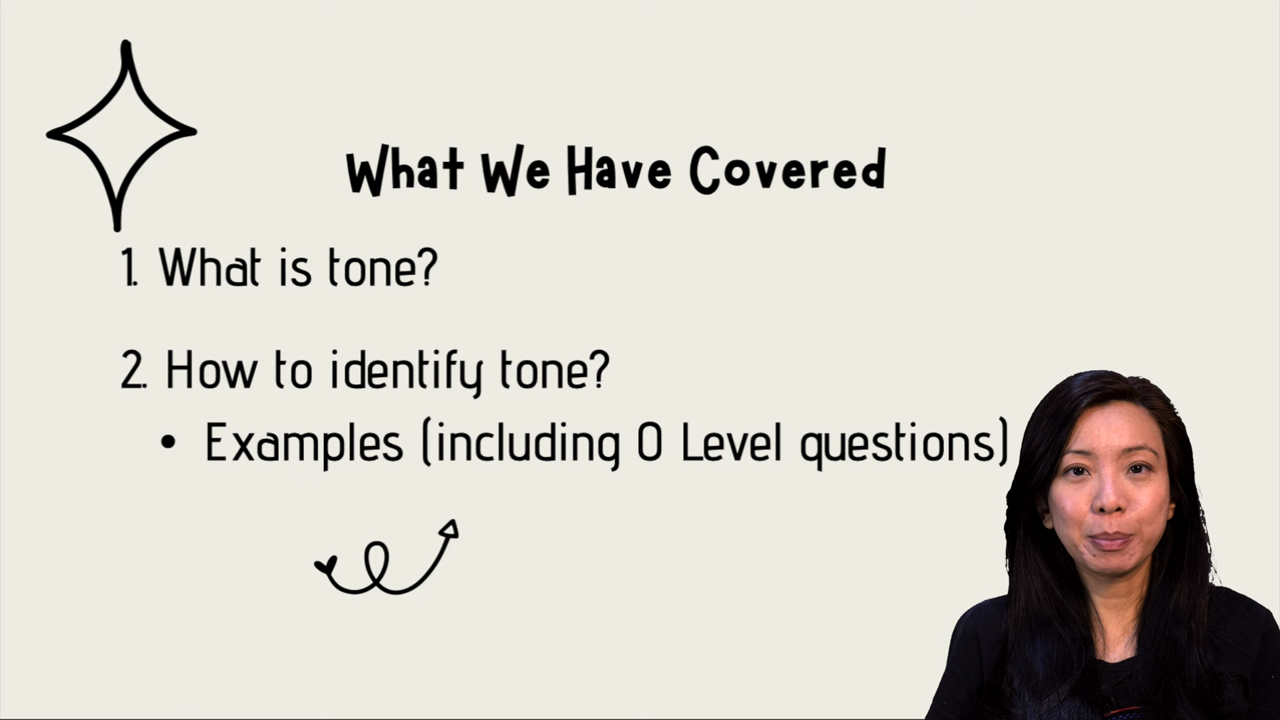 What We Have Covered
1. What is tone?
2. How to identify tone?
• Examples (including O Level questions)